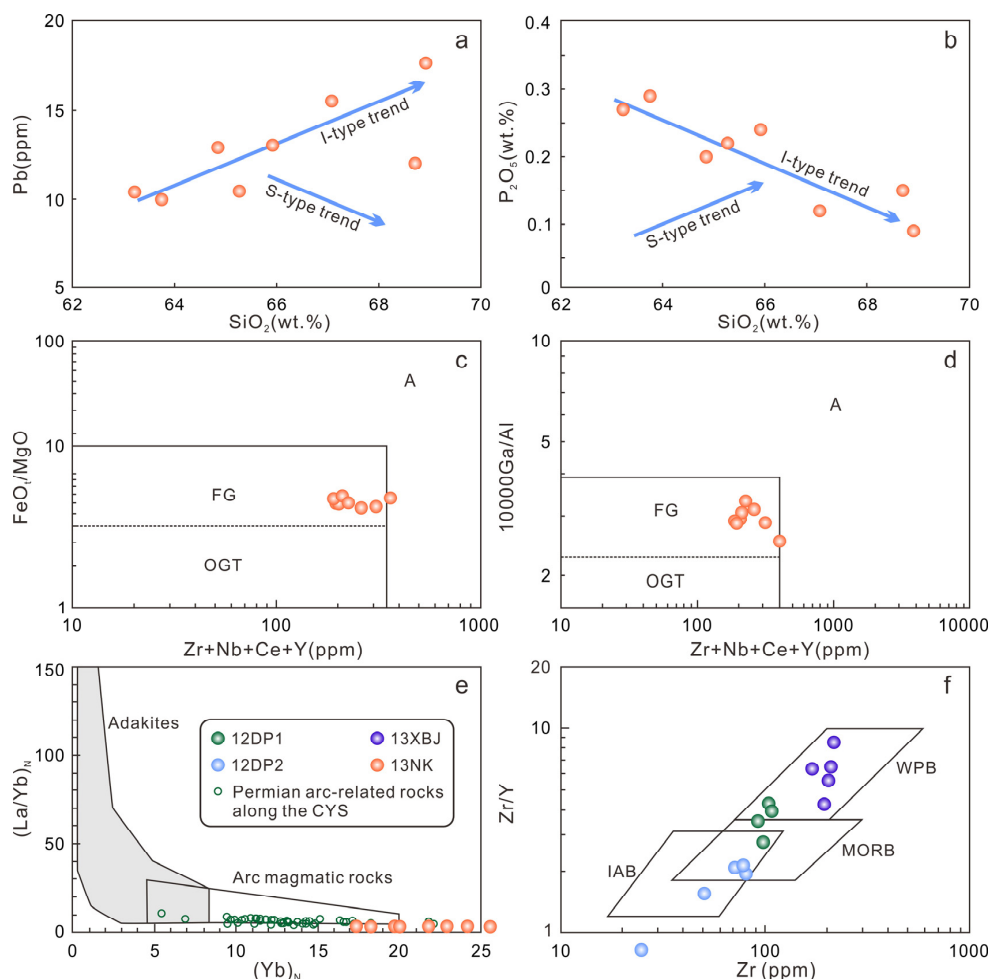 a
20
15
10
5
Pb(ppm)
I-type trend
S-type trend
62
64
66
68
70
SiO₂(wt.%)
b
0.4
0.3
0.2
0.1
0
P₂O₅(wt.%)
I-type trend
S-type trend
62
64
66
68
70
SiO₂(wt.%)
c
100
10
1
FeOₜ/MgO
A
FG
OGT
10
100
1000
Zr+Nb+Ce+Y(ppm)
d
10
5
2
10000Ga/Al
A
FG
OGT
10
100
1000
10000
Zr+Nb+Ce+Y(ppm)
e
150
100
50
0
(La/Yb)N
Adakites
12DP1
13XBJ
12DP2
13NK
Permian arc-related rocks
along the CYS
Arc magmatic rocks
0
5
10
15
20
25
(Yb)N
f
20
10
1
Zr/Y
WPB
MORB
IAB
10
100
1000
Zr (ppm)